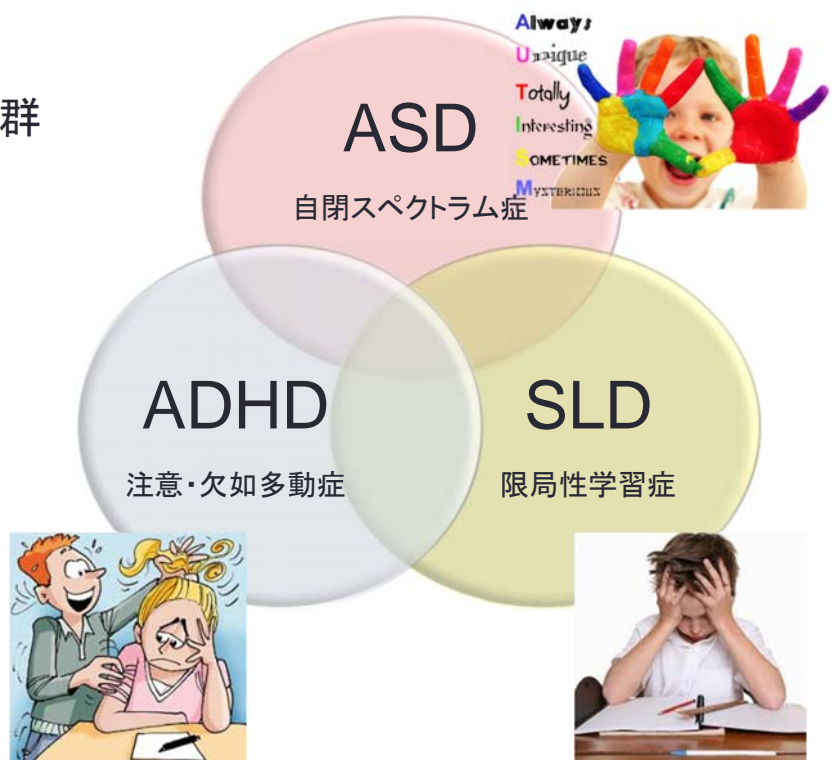 群
Always
Unique
Totally
Interesting
SOMETIMES
MYSTERIOUS
ASD
自閉スペクトラム症
ADHD
注意・欠如多動症
SLD
限局性学習症